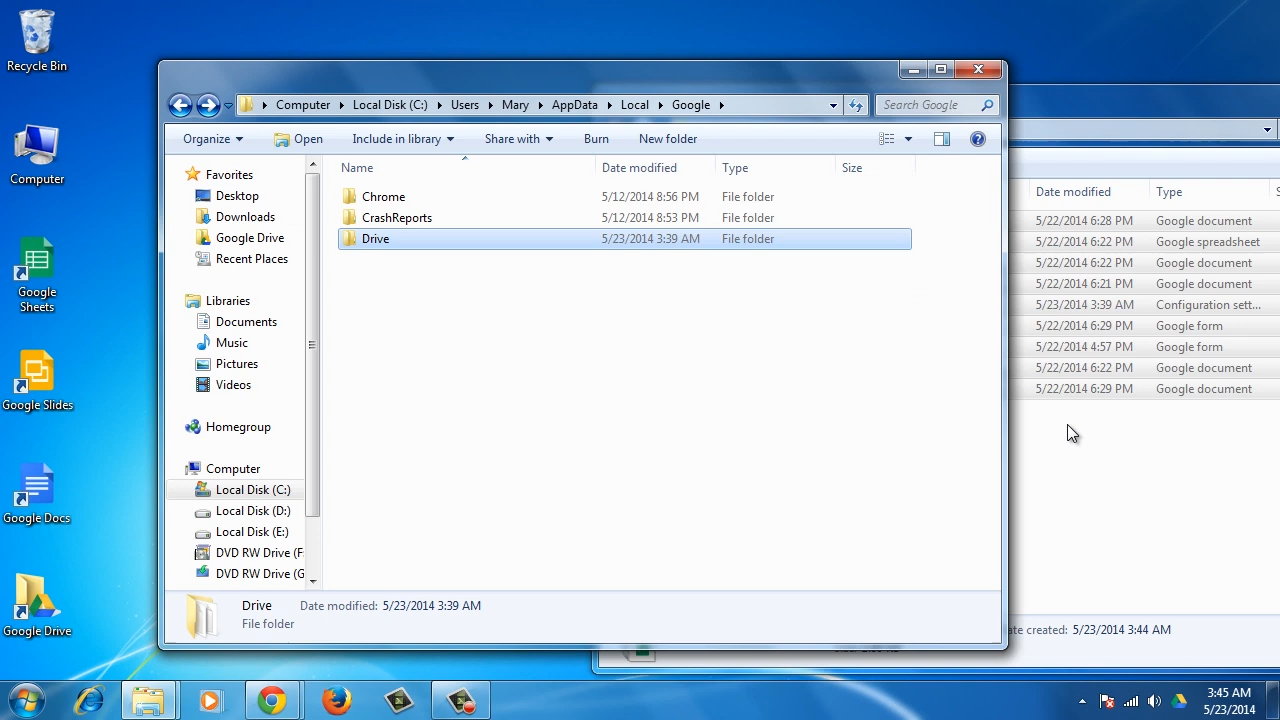 Recycle Bin
Computer
Google
Sheets
Google Slides
Google Docs
Google Drive
Computer Local Disk (C:) Users Mary AppData Local Google
Search Google
Organize Open Include in library Share with Burn New folder
Favorites
Desktop
Downloads
Google Drive
Recent Places
Libraries
Documents
Music
Pictures
Videos
Homegroup
Computer
Local Disk (C:)
Local Disk (D:)
Local Disk (E:)
DVD RW Drive (F
DVD RW Drive (G
Name Date modified Type Size
Chrome 5/12/2014 8:56 PM File folder
CrashReports 5/12/2014 8:53 PM File folder
Drive 5/23/2014 3:39 AM File folder
Drive Date modified: 5/23/2014 3:39 AM
File folder
Date modified Type S
5/22/2014 6:28 PM Google document
5/22/2014 6:22 PM Google spreadsheet
5/22/2014 6:22 PM Google document
5/22/2014 6:21 PM Google document
5/23/2014 3:39 AM Configuration sett...
5/22/2014 6:29 PM Google form
5/22/2014 4:57 PM Google form
5/22/2014 6:22 PM Google document
5/22/2014 6:29 PM Google document
ate created: 5/23/2014 3:44 AM
3:45 AM
5/23/2014